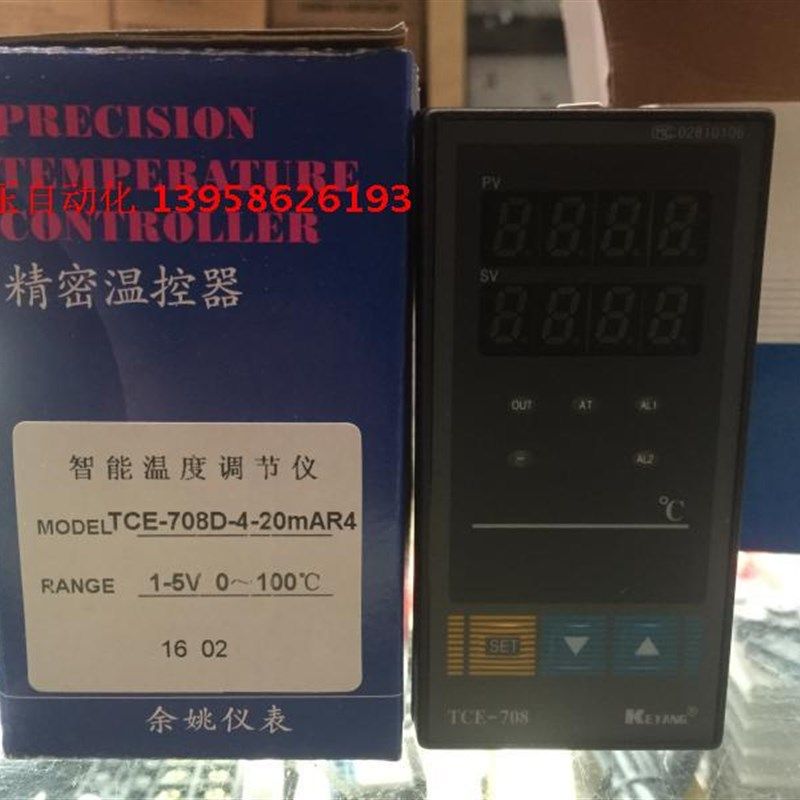 PRECISION
TEMPERATURE
自动化 13958626193
CONTROLLER
精密温控器
智能温度调节仪
MODEL TCE-708D-4-20mAR4
RANGE 1-5V 0～100℃
16 02
余姚仪表
02810106
PV
SV
OUT AT AL1
AL2
℃
SET
TCE-708 KEYANG®